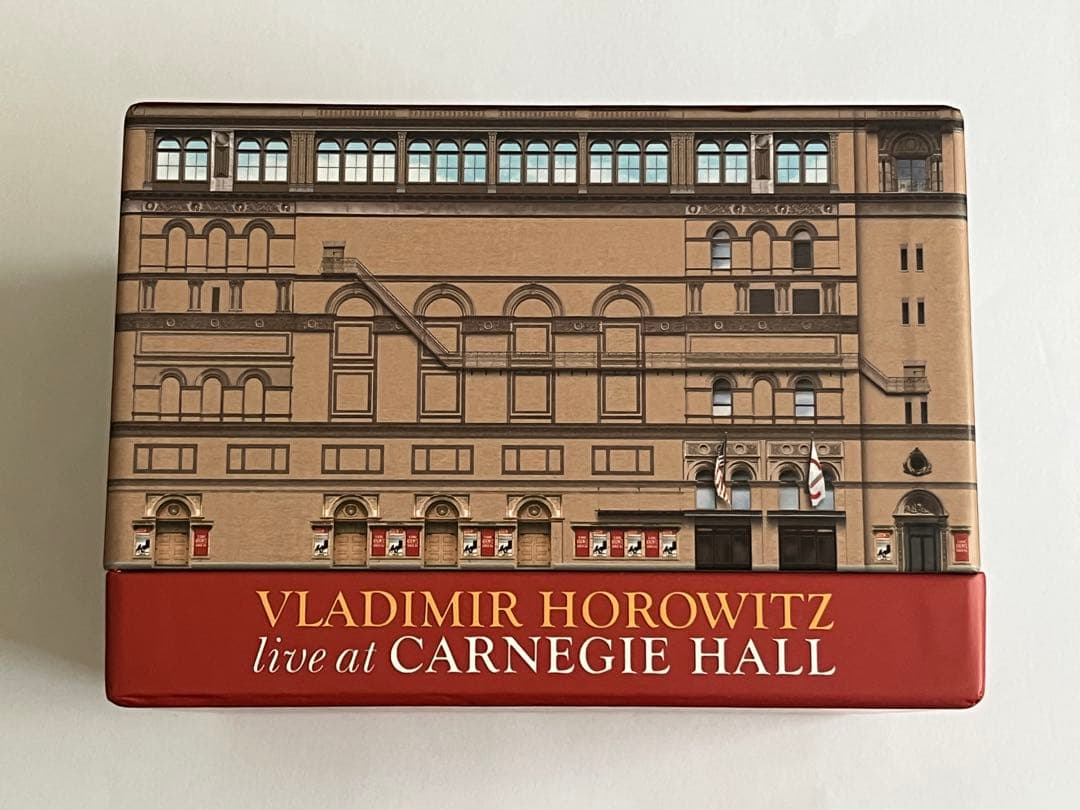 VLADIMIR HOROWITZ
live at CARNEGIE HALL